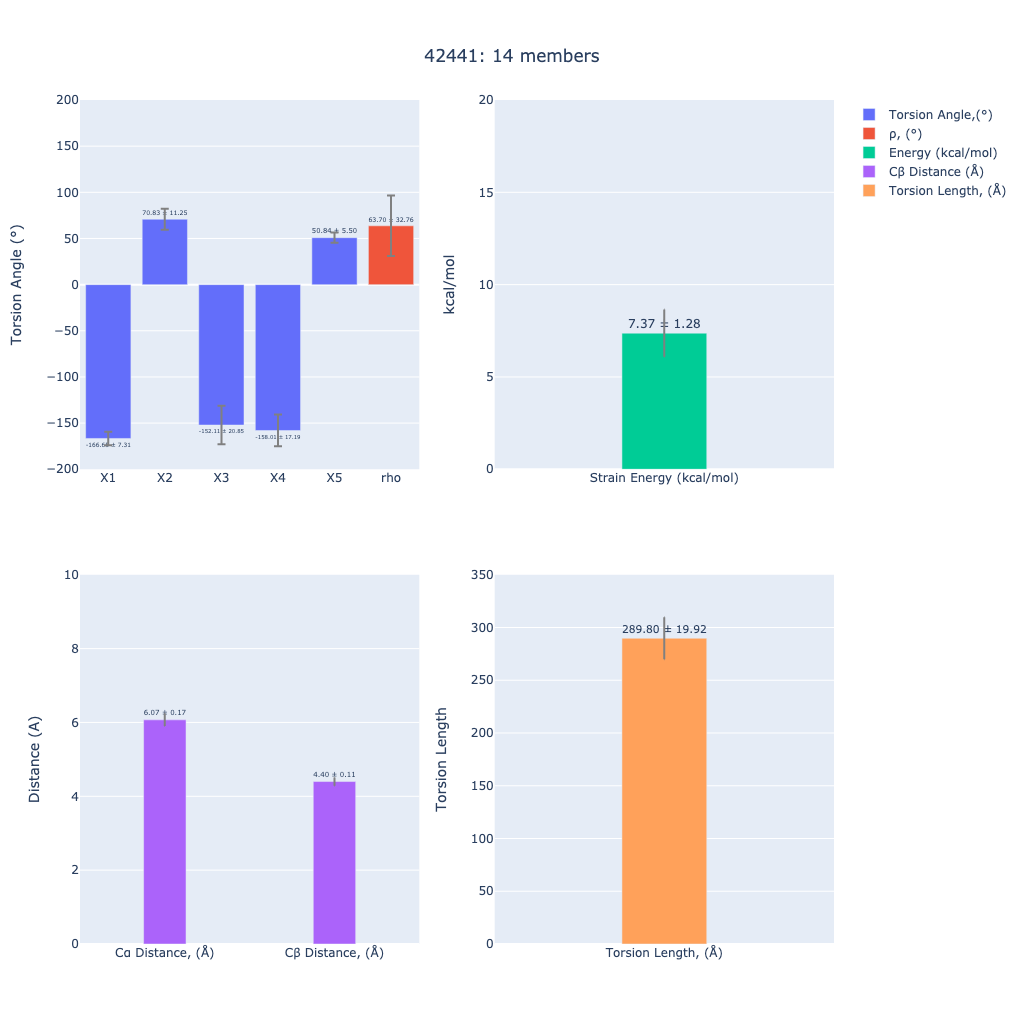 42441: 14 members
Torsion Angle (°)
200
150
100
50
0
−50
−100
−150
−200
70.83 ± 11.25
50.84 ± 5.50
63.70 ± 32.76
± 7.31
-152.11 ± 20.85
-158.01 ± 17.19
X1 X2 X3 X4 X5 rho
kcal/mol
20
15
10
5
0
7.37 ± 1.28
Strain Energy (kcal/mol)
Torsion Angle,(°)
ρ, (°)
Energy (kcal/mol)
Cβ Distance (Å)
Torsion Length, (Å)
Distance (A)
10
8
6
4
2
0
6.07 ± 0.17
4.40 ± 0.11
Cα Distance, (Å) Cβ Distance, (Å)
Torsion Length
350
300
250
200
150
100
50
0
289.80 ± 19.92
Torsion Length, (Å)